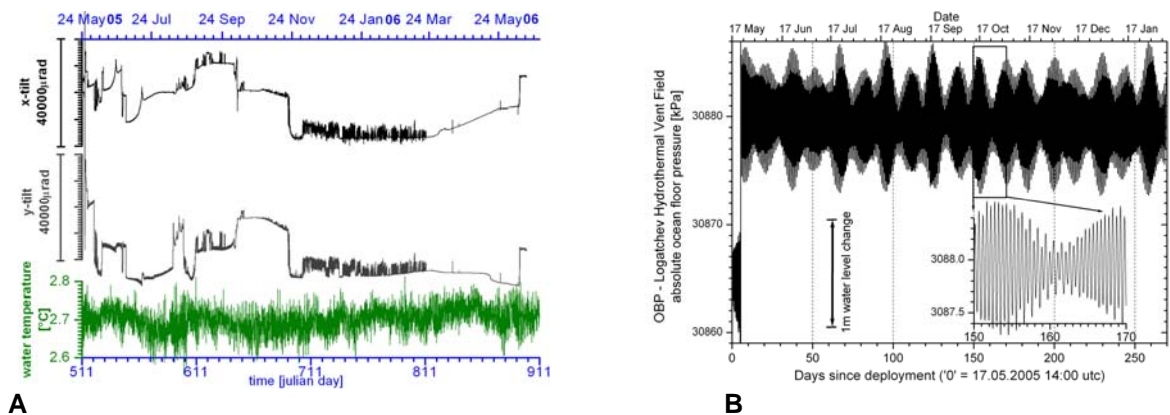 24 May05 24 Jul 24 Sep 24 Nov 24 Jan06 24 Mar 24 May06
x-tilt
40000µrad
y-tilt
40000µrad
water temperature
[°C]
2.8
2.7
2.6
511 611 711 811 911
time [julian day]
A
Date
17 May 17 Jun 17 Jul 17 Aug 17 Sep 17 Oct 17 Nov 17 Dec 17 Jan
OBP - Logatchev Hydrothermal Vent Field
absolute ocean floor pressure [kPa]
30880
30870
30860
1m water level change
3088.0
3087.5
150 160 170
0 50 100 150 200 250
Days since deployment ('0' = 17.05.2005 14:00 utc)
B